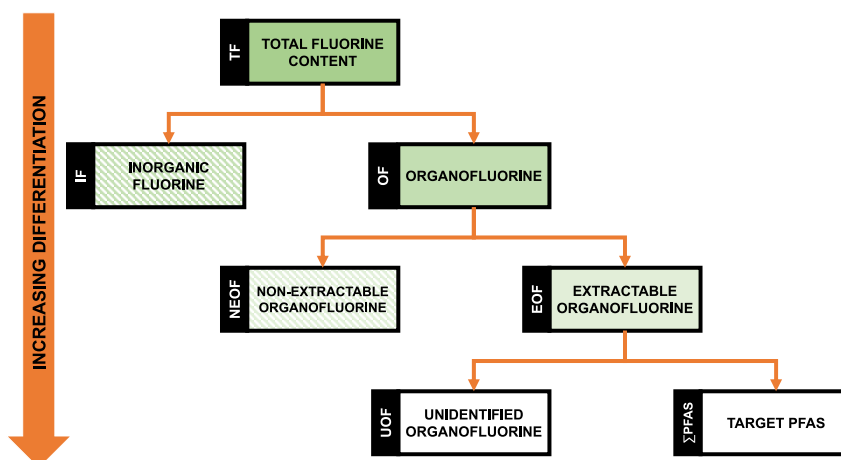 INCREASING DIFFERENTIATION
TF
TOTAL FLUORINE
CONTENT
IF
INORGANIC
FLUORINE
OF
ORGANOFLUORINE
NEOF
NON-EXTRACTABLE
ORGANOFLUORINE
EOF
EXTRACTABLE
ORGANOFLUORINE
UOF
UNIDENTIFIED
ORGANOFLUORINE
ΣPFAS
TARGET PFAS